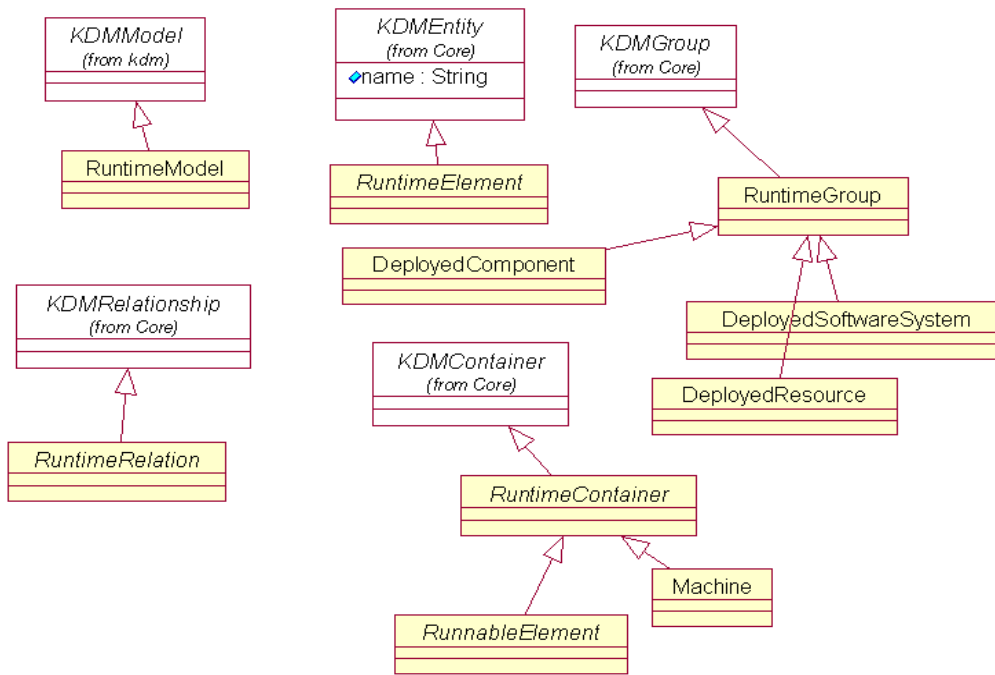 KDMModel
(from kdm)
RuntimeModel
KDMEntity
(from Core)
name : String
RuntimeElement
KDMGroup
(from Core)
RuntimeGroup
DeployedComponent
DeployedSoftwareSystem
DeployedResource
KDMRelationship
(from Core)
RuntimeRelation
KDMContainer
(from Core)
RuntimeContainer
Machine
RunnableElement